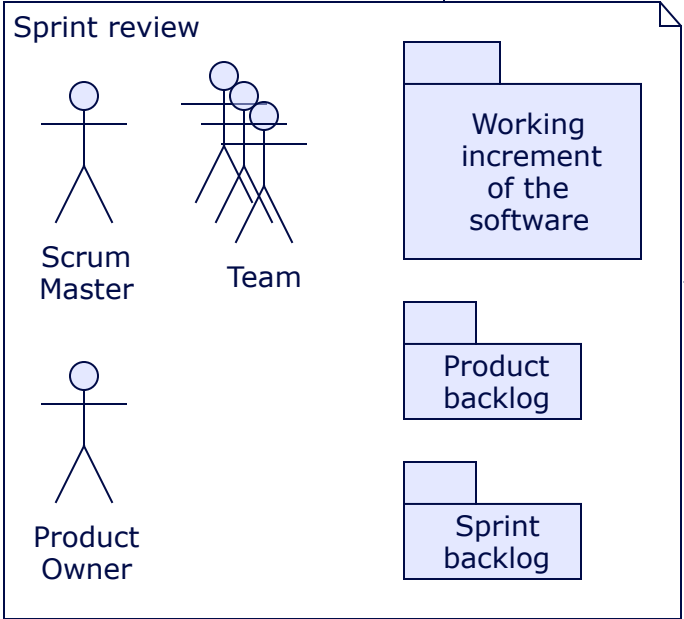 Sprint review
Scrum
Master
Team
Product
Owner
Working
increment
of the
software
Product
backlog
Sprint
backlog